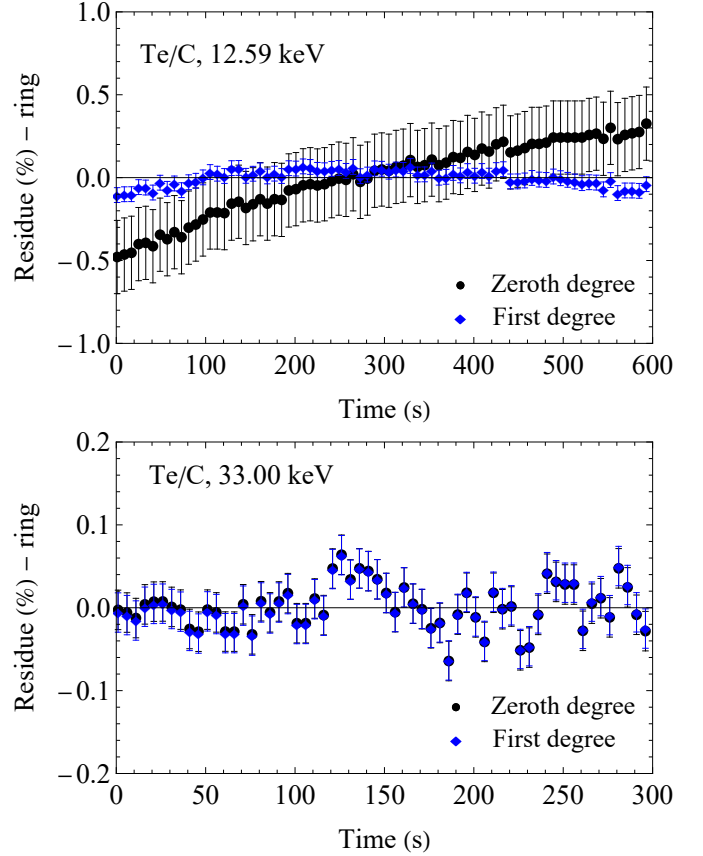 1.0
Te/C, 12.59 keV
0.5
0.0
−0.5
−1.0
Residue (%) − ring
Zeroth degree
First degree
0 100 200 300 400 500 600
Time (s)
0.2
Te/C, 33.00 keV
0.1
0.0
−0.1
−0.2
Residue (%) − ring
Zeroth degree
First degree
0 50 100 150 200 250 300
Time (s)